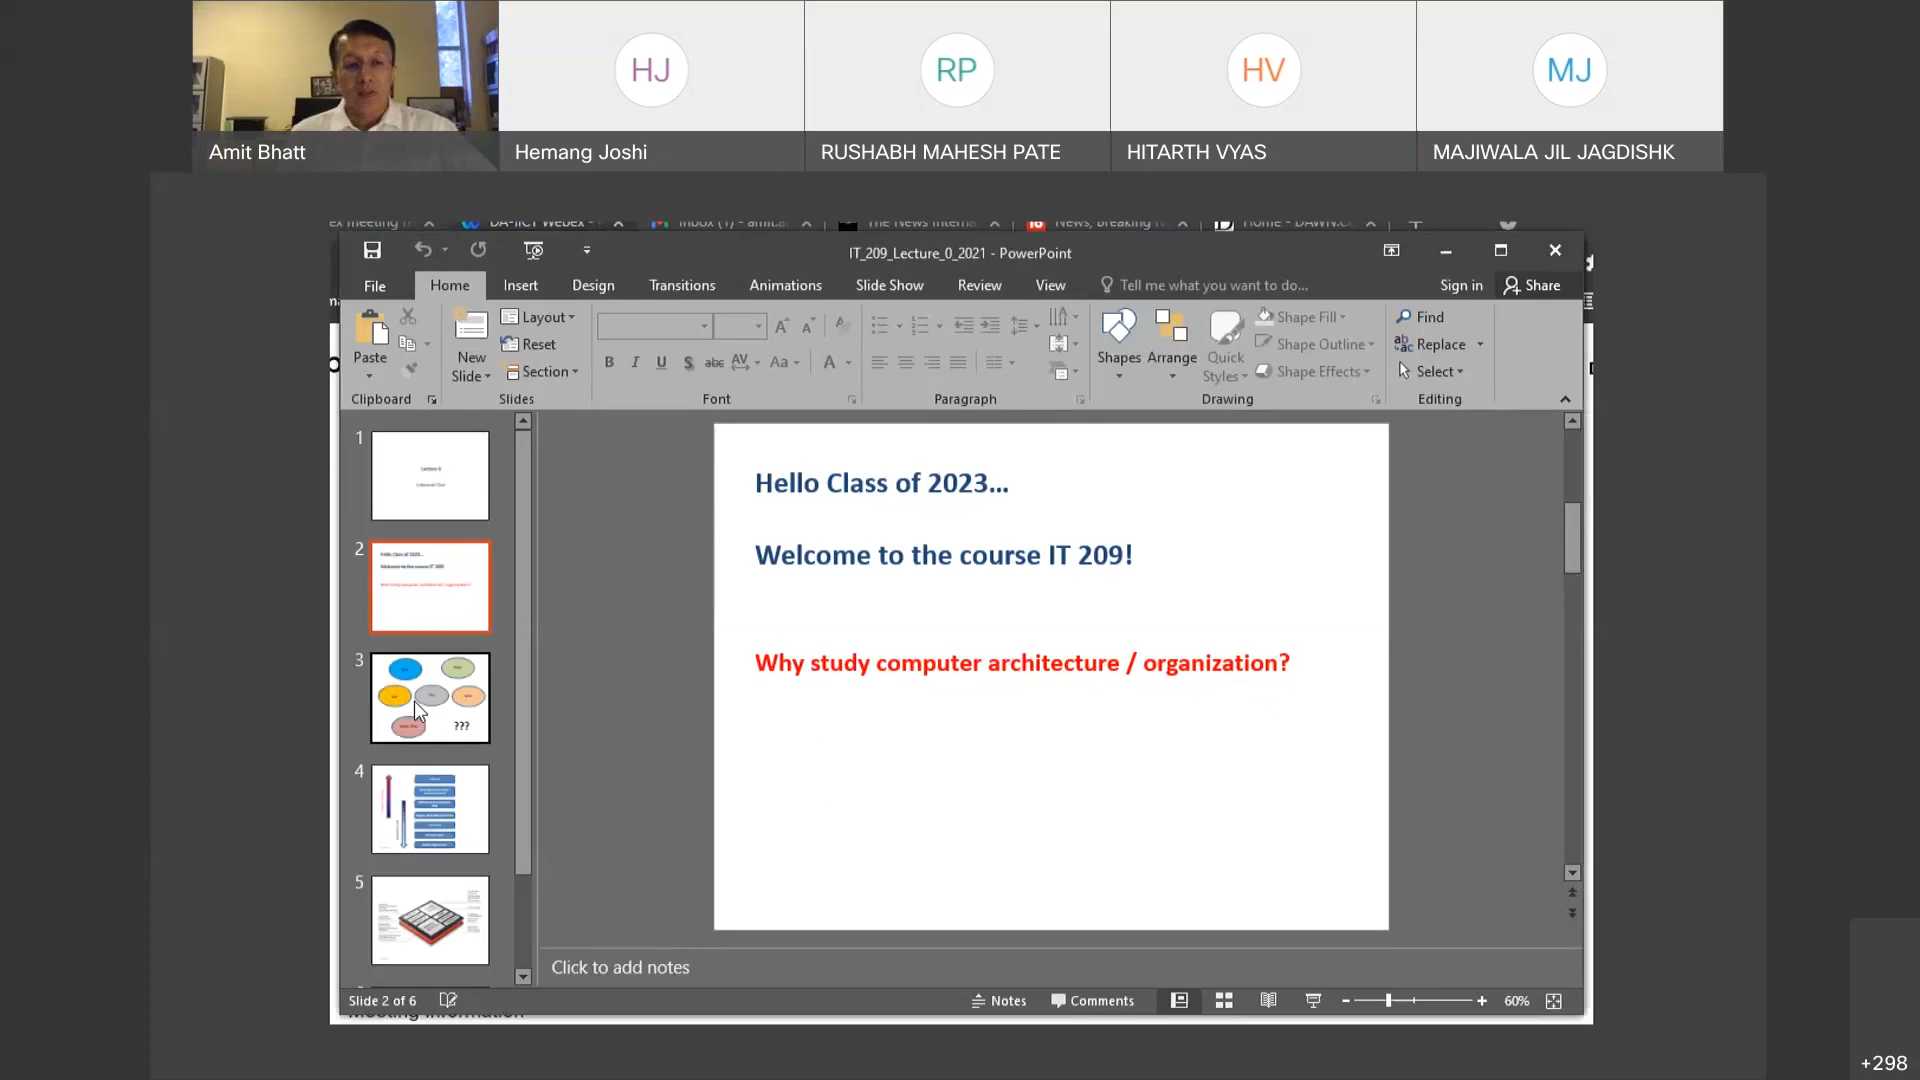 HJ
RP
HV
MJ
Amit Bhatt
Hemang Joshi
RUSHABH MAHESH PATE
HITARTH VYAS
MAJIWALA JIL JAGDISHK
IT_209_Lecture_0_2021 - PowerPoint
File
Home
Insert
Design
Transitions
Animations
Slide Show
Review
View
Tell me what you want to do...
Sign in
Share
Paste
New
Slide
Layout
Reset
Section
B I U S abc AV Aa A
Shapes
Arrange
Quick
Styles
Shape Fill
Shape Outline
Shape Effects
Find
Replace
Select
Clipboard
Slides
Font
Paragraph
Drawing
Editing
1
2
3
???
4
5
Hello Class of 2023...
Welcome to the course IT 209!
Why study computer architecture / organization?
Click to add notes
Slide 2 of 6
Notes
Comments
60%
+298